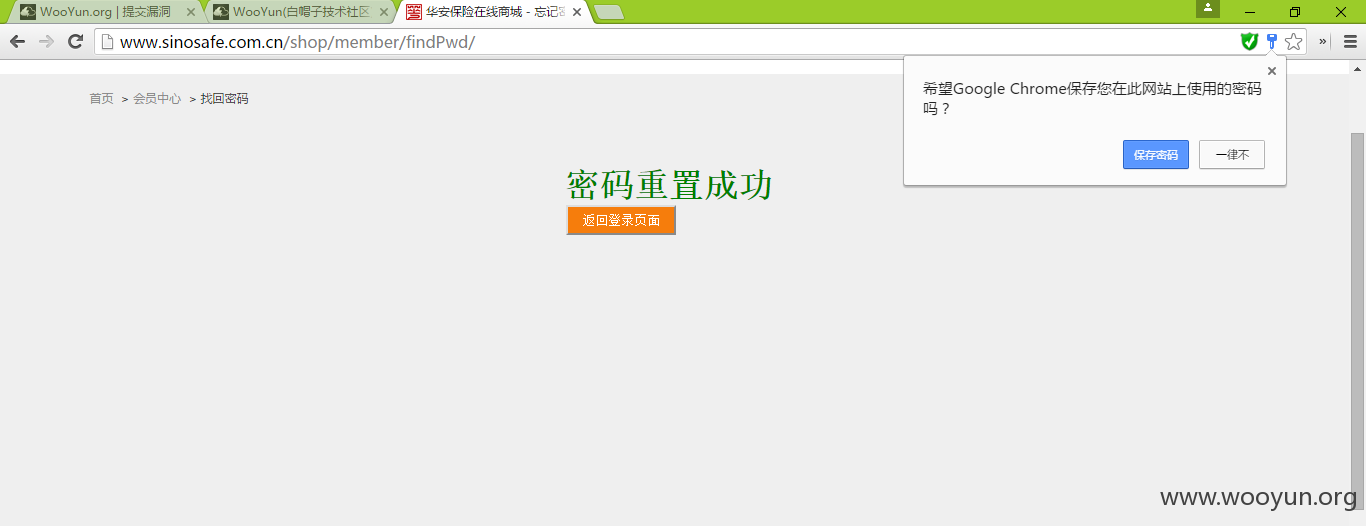 WooYun.org | 提交漏洞
WooYun(白帽子技术社区
华安保险在线商城 - 忘记
www.sinosafe.com.cn/shop/member/findPwd/
希望Google Chrome保存您在此网站上使用的密码
吗？
保存密码
一律不
首页 > 会员中心 > 找回密码
密码重置成功
返回登录页面
www.wooyun.org